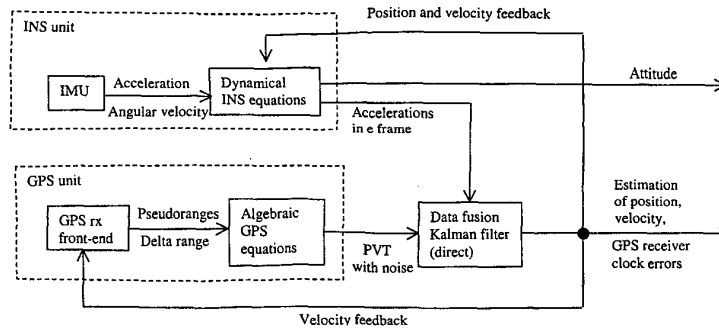 Position and velocity feedback
INS unit
IMU
Acceleration
Angular velocity
Dynamical
INS equations
Attitude
Accelerations
in e frame
GPS unit
GPS rx
front-end
Pseudoranges
Delta range
Algebraic
GPS
equations
PVT
with noise
Data fusion
Kalman filter
(direct)
Estimation
of position,
velocity,
GPS receiver
clock errors
Velocity feedback